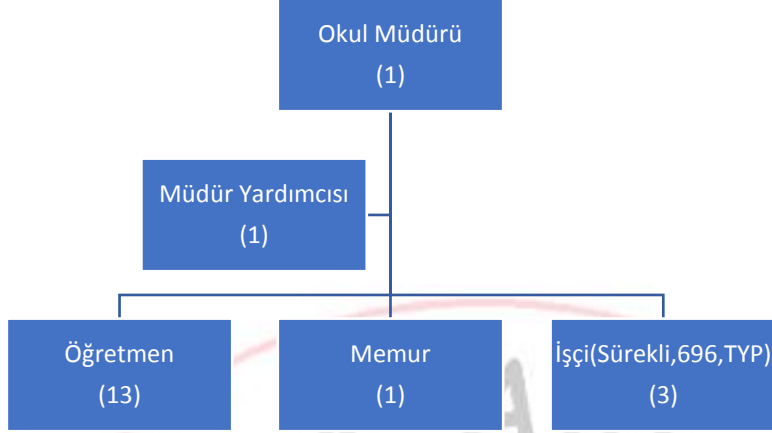 Okul Müdürü
(1)
Müdür Yardımcısı
(1)
Öğretmen
(13)
Memur
(1)
İşçi(Sürekli,696,TYP)
(3)